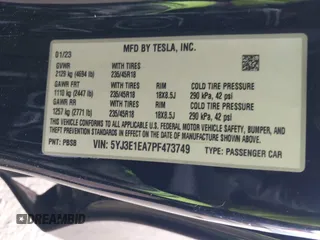 MFD BY TESLA, INC.
01/23
GVWR WITH TIRES
2129 kg (4694 lb) 235/45R18
GAWR FRT WITH TIRES RIM COLD TIRE PRESSURE
1110 kg (2447 lb) 235/45R18 18X8.5J 290 kPa, 42 psi
GAWR RR WITH TIRES RIM COLD TIRE PRESSURE
1257 kg (2771 lb) 235/45R18 18X8.5J 290 kPa, 42 psi
THIS VEHICLE CONFORMS TO ALL APPLICABLE U.S. FEDERAL MOTOR VEHICLE
SAFETY, BUMPER, AND THEFT PREVENTION STANDARDS IN EFFECT ON
THE DATE OF MANUFACTURE SHOWN ABOVE.
PNT: PBSB VIN: 5YJ3E1EA7PF473749 TYPE: PASSENGER CAR
DREAMBID